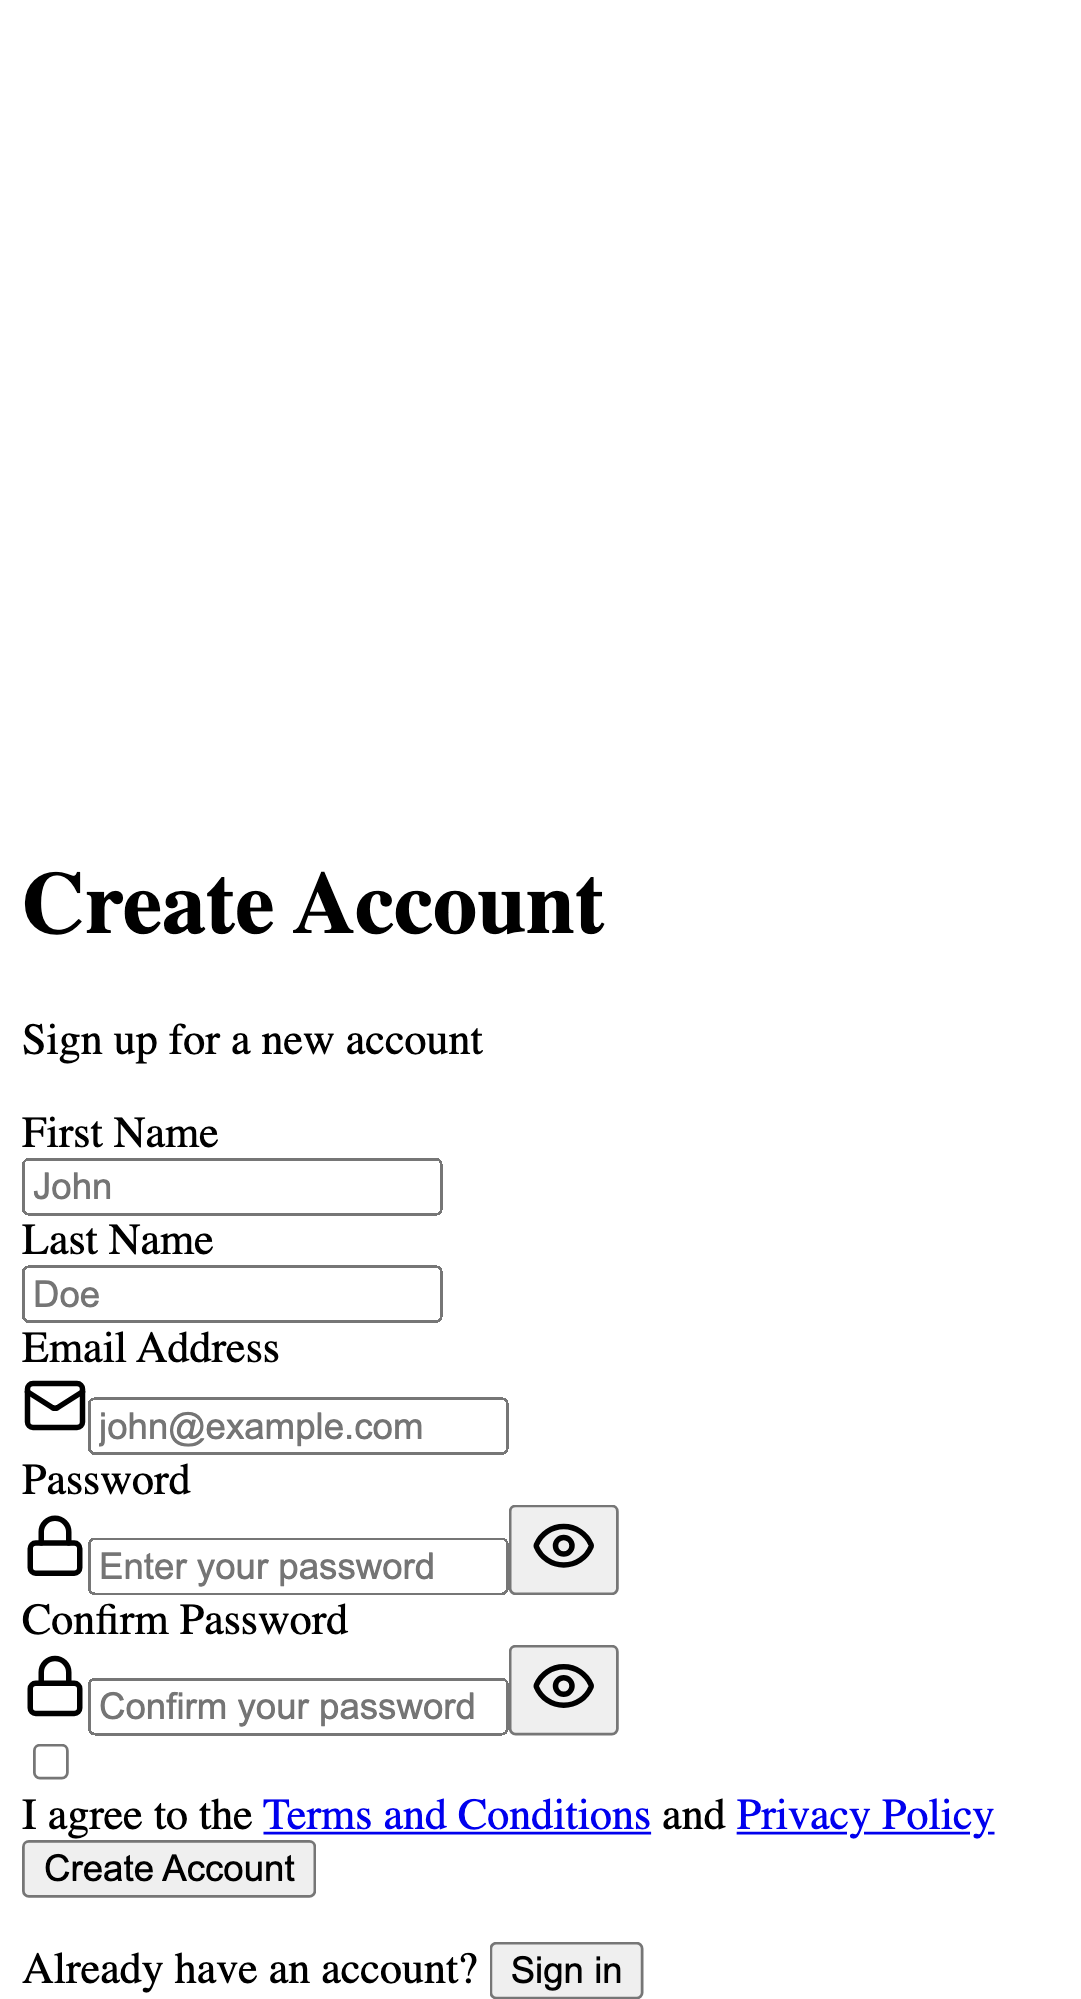 Create Account
Sign up for a new account
First Name
John
Last Name
Doe
Email Address
john@example.com
Password
Enter your password
Confirm Password
Confirm your password
I agree to the Terms and Conditions and Privacy Policy
Create Account
Already have an account? Sign in